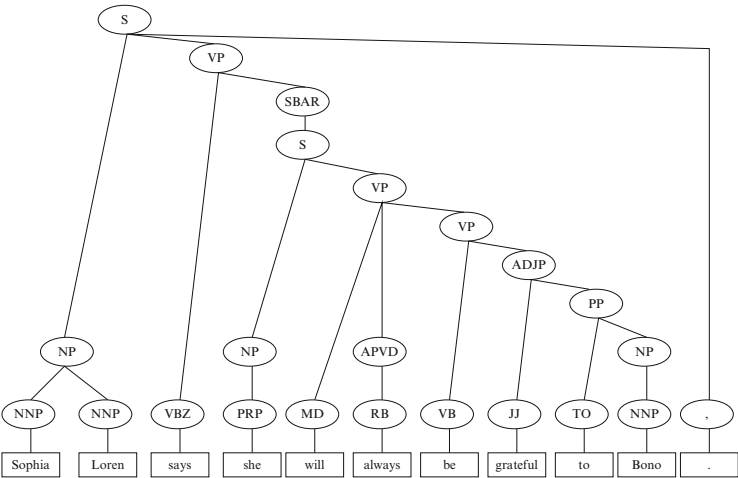 S
VP
SBAR
S
VP
VP
ADJP
PP
NP NP APVD NP
NNP NNP VBZ PRP MD RB VB JJ TO NNP ,
Sophia Loren says she will always be grateful to Bono .